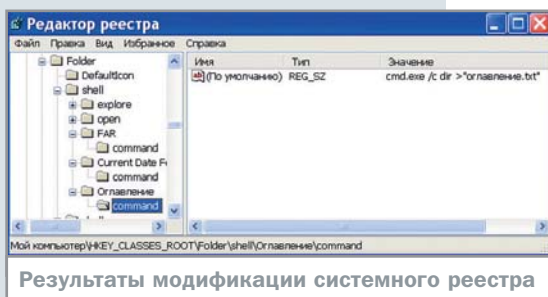 Редактор реестра
Файл Правка Вид Избранное Справка
Folder
DefaultIcon
shell
explore
open
FAR
command
Current Date F
command
Оглавление
command
Имя Тип Значение
(По умолчанию) REG_SZ cmd.exe /c dir >"оглавление.txt"
Мой компьютер\HKEY_CLASSES_ROOT\Folder\shell\Оглавление\command
Результаты модификации системного реестра